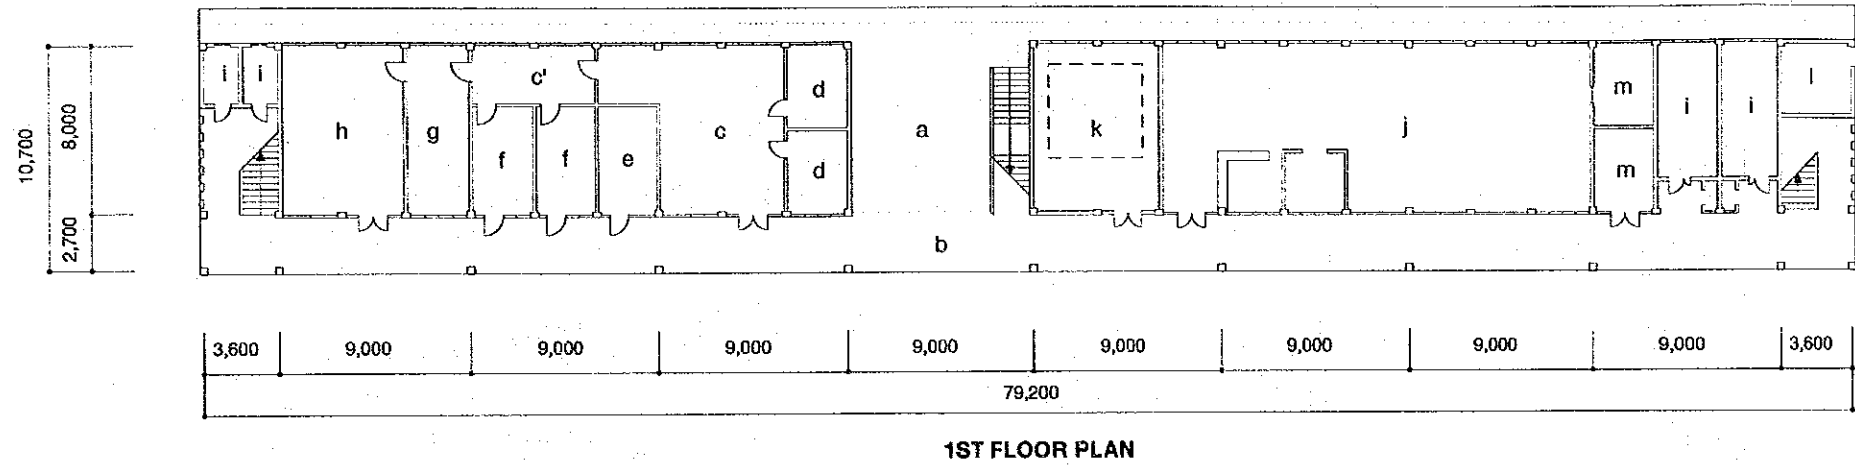 i i c' d m i i l
h g f f e c d a k j m
b
10,700
8,000
2,700
3,600 9,000 9,000 9,000 9,000 9,000 9,000 9,000 9,000 3,600
79,200
1ST FLOOR PLAN